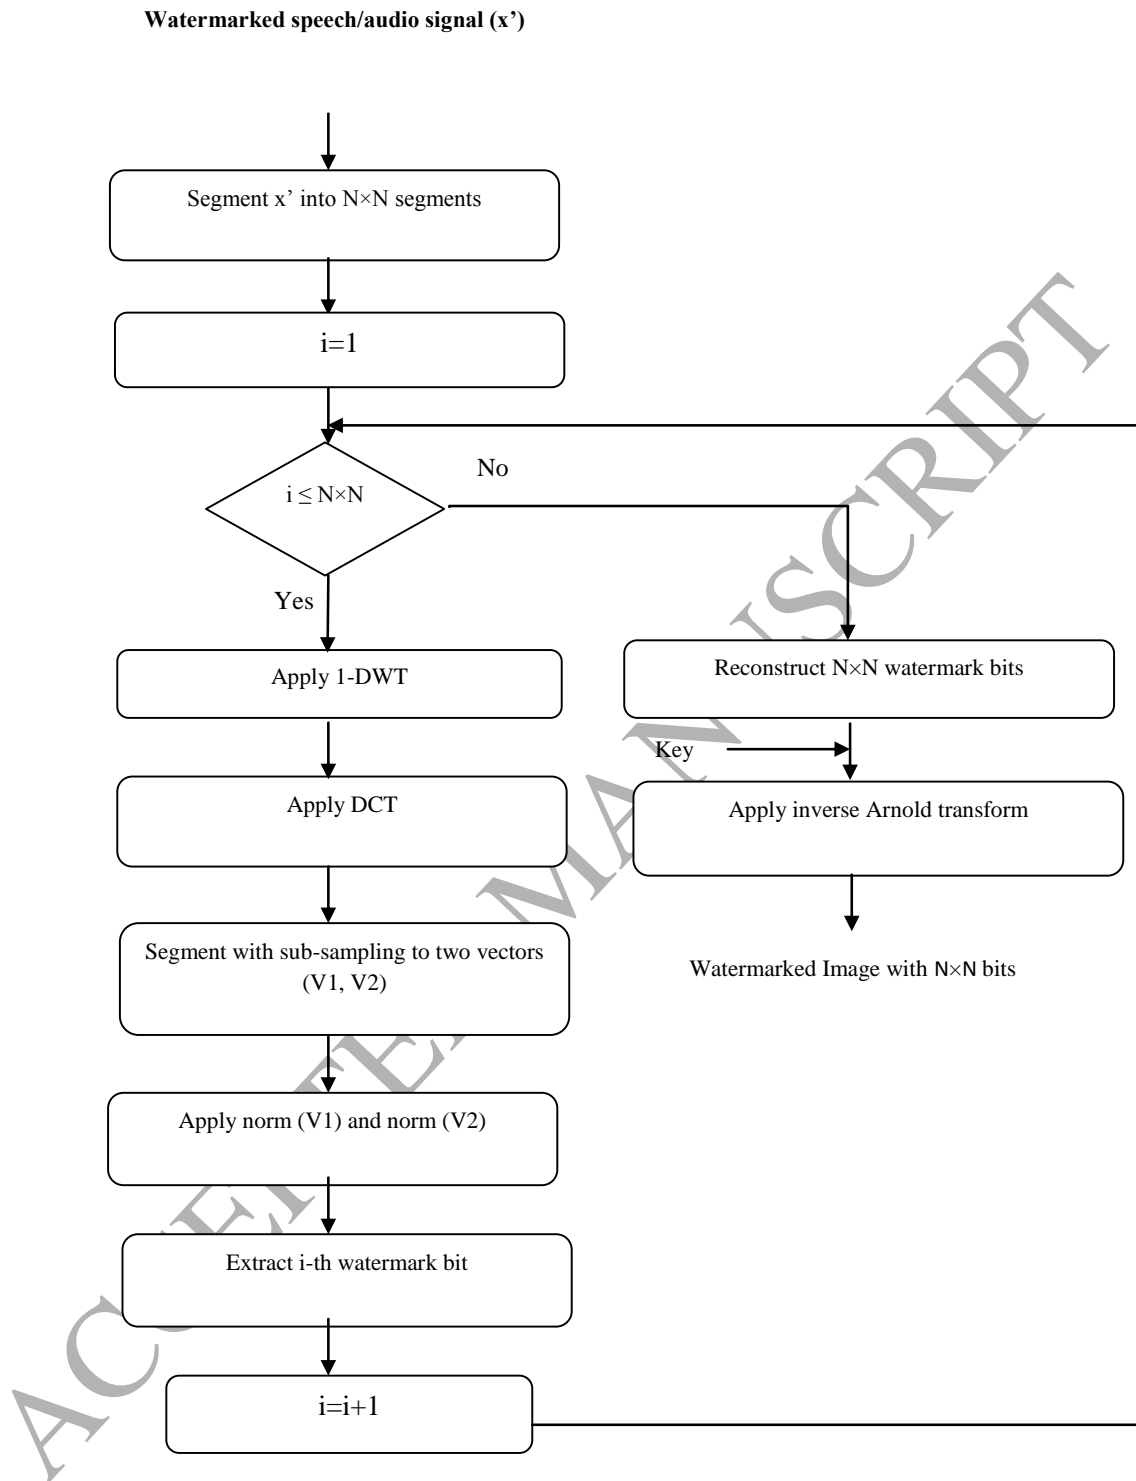 Watermarked speech/audio signal (x’)
Segment x’ into N×N segments
i=1
No
i ≤ N×N
Yes
Apply 1-DWT
Reconstruct N×N watermark bits
Key
Apply DCT
Apply inverse Arnold transform
Segment with sub-sampling to two vectors
(V1, V2)
Watermarked Image with N×N bits
Apply norm (V1) and norm (V2)
Extract i-th watermark bit
i=i+1
ACCEPTED MANUSCRIPT